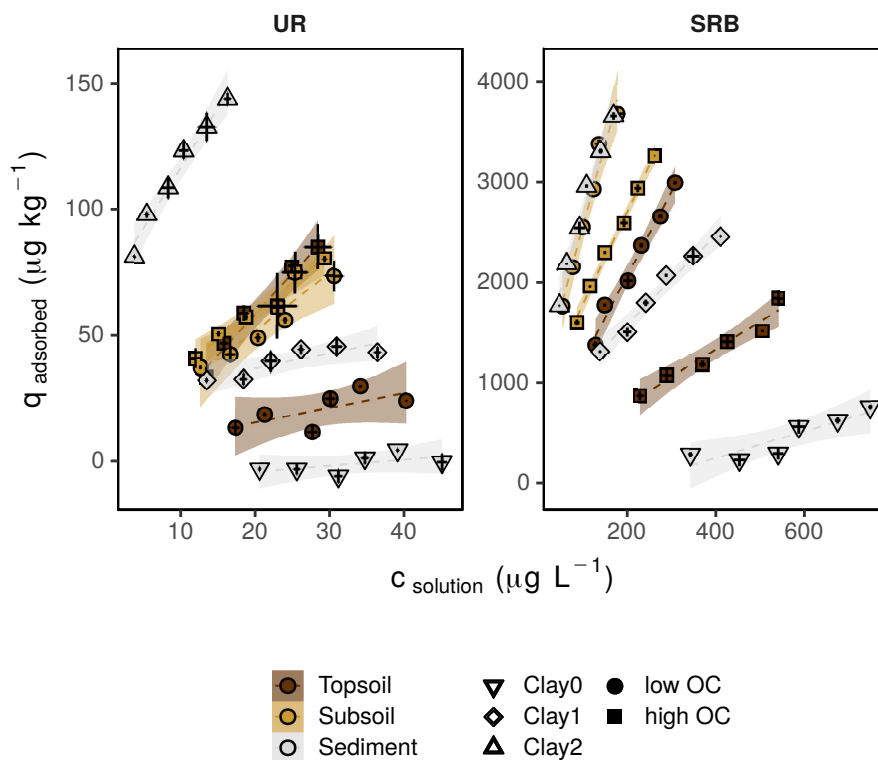 UR
SRB
150
100
50
0
4000
3000
2000
1000
0
10 20 30 40
200 400 600
q adsorbed (μg kg⁻¹)
c solution (μg L⁻¹)
Topsoil
Subsoil
Sediment
Clay0
Clay1
Clay2
low OC
high OC